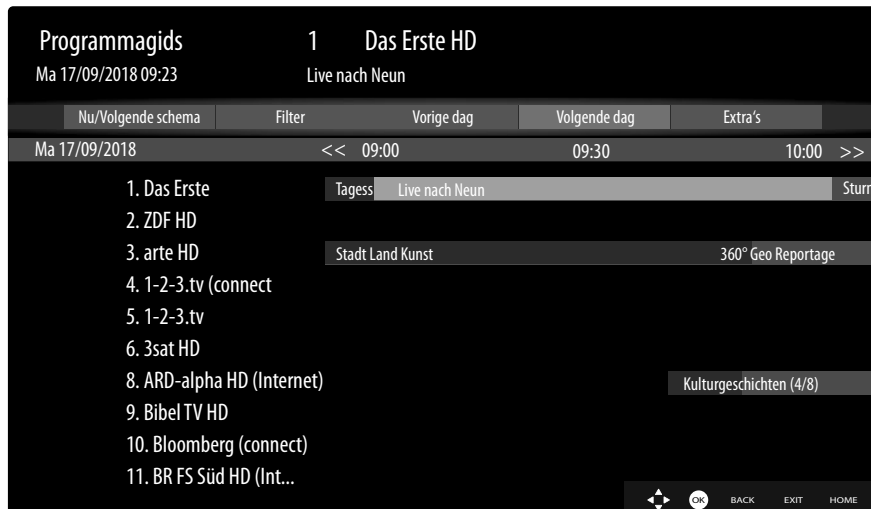 Programmagids 1 Das Erste HD
Ma 17/09/2018 09:23 Live nach Neun
Nu/Volgende schema Filter Vorige dag Volgende dag Extra's
Ma 17/09/2018 << 09:00 09:30 10:00 >>
1. Das Erste Tagess Live nach Neun Sturm
2. ZDF HD
3. arte HD Stadt Land Kunst 360° Geo Reportage
4. 1-2-3.tv (connect
5. 1-2-3.tv
6. 3sat HD
8. ARD-alpha HD (Internet) Kulturgeschichten (4/8)
9. Bibel TV HD
10. Bloomberg (connect)
11. BR FS Süd HD (Int...
OK BACK EXIT HOME